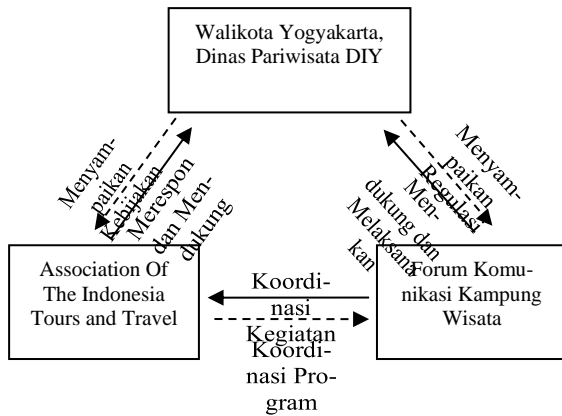 Walikota Yogyakarta,
Dinas Pariwisata DIY
Menyam-
paikan
Kebijakan
Merespon
dan Men-
dukung
Menyam-
paikan
Regulasi
Men-
dukung dan
Melaksana
kan
Association Of
The Indonesia
Tours and Travel
Koordi-
nasi
Kegiatan
Koordi-
nasi Pro-
gram
Forum Komu-
nikasi Kampung
Wisata